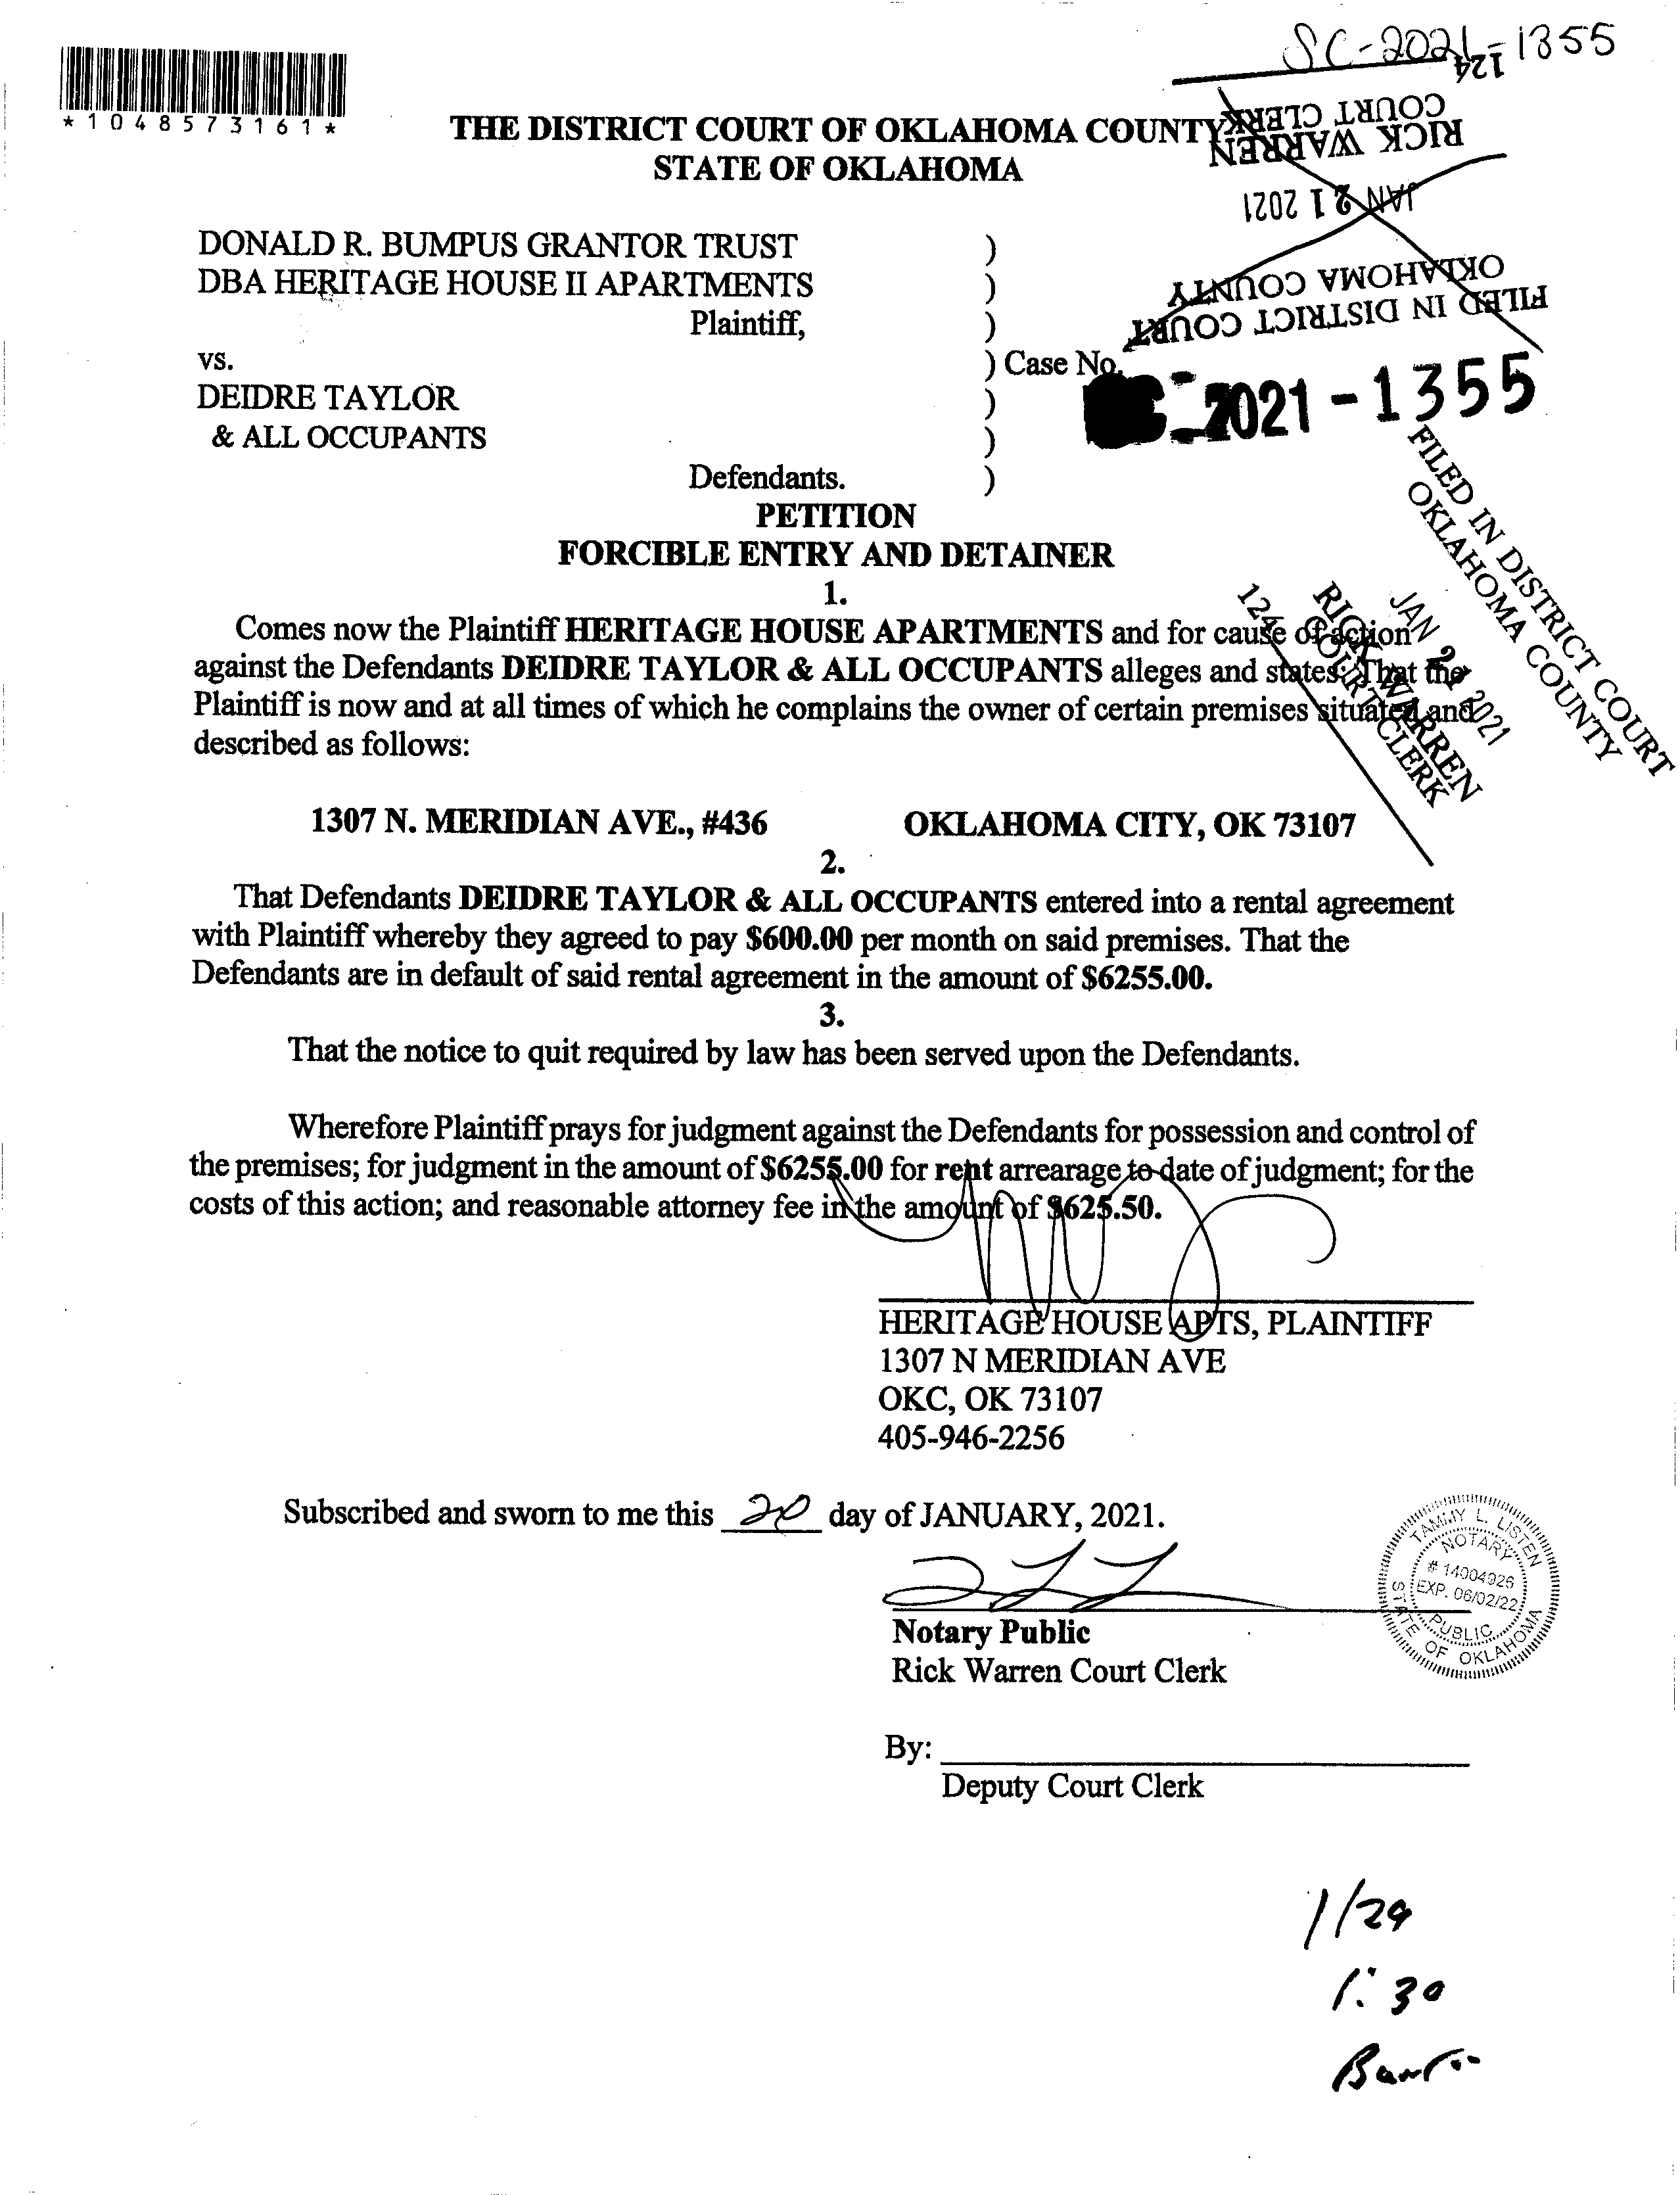 SC-2021-1355
*1048573161*
THE DISTRICT COURT OF OKLAHOMA COUNTY
STATE OF OKLAHOMA
124
RICK WARREN
COURT CLERK
JAN 21 2021
FILED IN DISTRICT COURT
OKLAHOMA COUNTY
DONALD R. BUMPUS GRANTOR TRUST )
DBA HERITAGE HOUSE II APARTMENTS )
Plaintiff, )
vs. ) Case No.
2021-1355
DEIDRE TAYLOR )
& ALL OCCUPANTS )
Defendants. )
FILED IN DISTRICT COURT
OKLAHOMA COUNTY
JAN 21 2021
RICK WARREN
COURT CLERK
124
PETITION
FORCIBLE ENTRY AND DETAINER
1.
Comes now the Plaintiff HERITAGE HOUSE APARTMENTS and for cause of action
against the Defendants DEIDRE TAYLOR & ALL OCCUPANTS alleges and states: That the
Plaintiff is now and at all times of which he complains the owner of certain premises situated and
described as follows:
1307 N. MERIDIAN AVE., #436 OKLAHOMA CITY, OK 73107
2.
That Defendants DEIDRE TAYLOR & ALL OCCUPANTS entered into a rental agreement
with Plaintiff whereby they agreed to pay $600.00 per month on said premises. That the
Defendants are in default of said rental agreement in the amount of $6255.00.
3.
That the notice to quit required by law has been served upon the Defendants.
Wherefore Plaintiff prays for judgment against the Defendants for possession and control of
the premises; for judgment in the amount of $6255.00 for rent arrearage to date of judgment; for the
costs of this action; and reasonable attorney fee in the amount of $625.50.
HERITAGE HOUSE APTS, PLAINTIFF
1307 N MERIDIAN AVE
OKC, OK 73107
405-946-2256
Subscribed and sworn to me this 20 day of JANUARY, 2021.
TAMMY L. LISTEN
NOTARY
# 14004926
EXP. 06/02/22
PUBLIC
STATE OF OKLAHOMA
Notary Public
Rick Warren Court Clerk
By:
Deputy Court Clerk
1/29
1:30